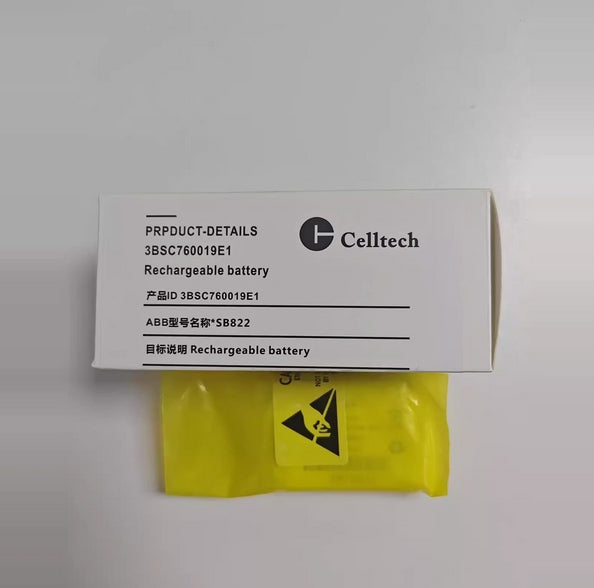 PRPDUCT-DETAILS
3BSC760019E1
Rechargeable battery
Celltech
产品ID 3BSC760019E1
ABB型号名称*SB822
目标说明 Rechargeable battery